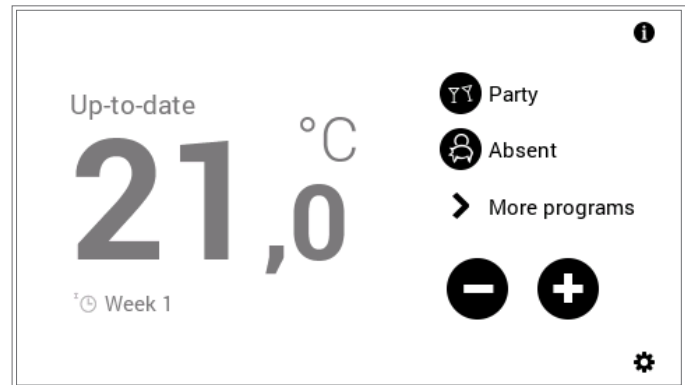 Up-to-date
21,0 °C
Party
Absent
More programs
Week 1